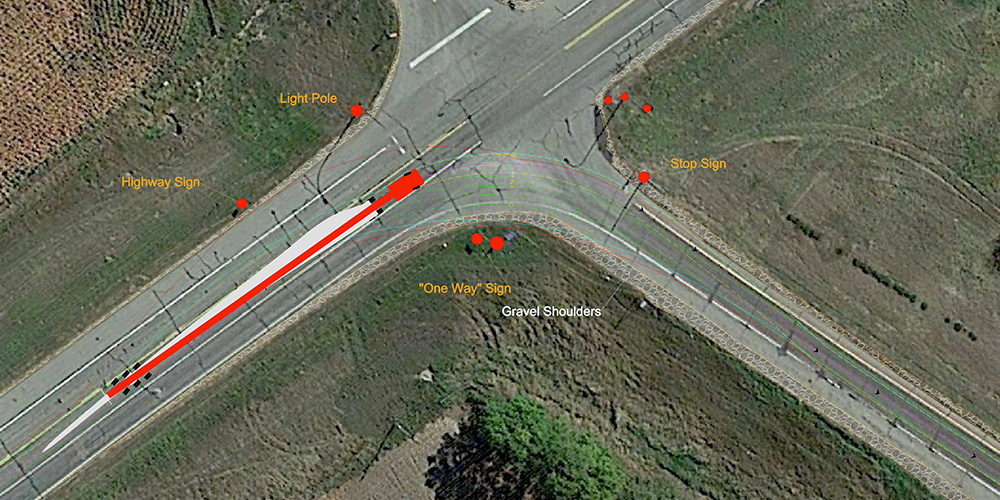 Light Pole
Stop Sign
Highway Sign
"One Way" Sign
Gravel Shoulders